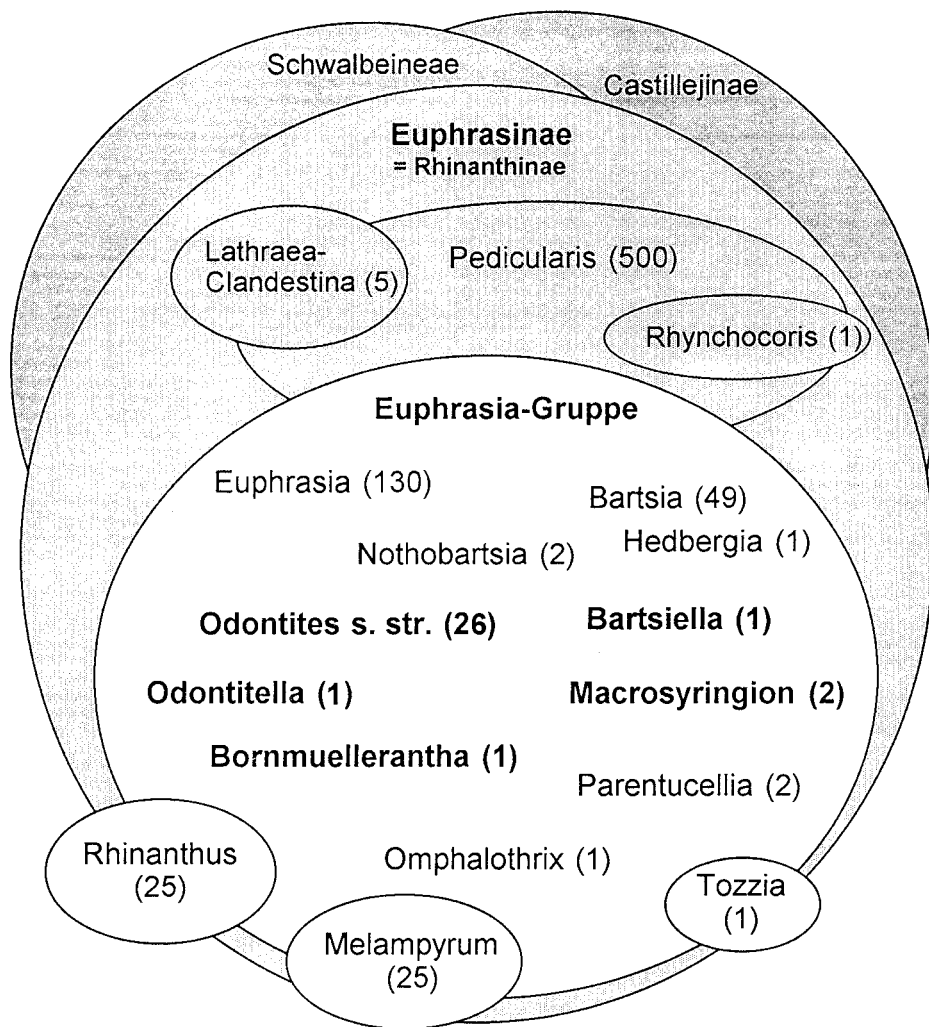 Schwalbeineae
Castillejinae
Euphrasinae
= Rhinanthinae
Lathraea-
Clandestina (5)
Pedicularis (500)
Rhynchocoris (1)
Euphrasia-Gruppe
Euphrasia (130)
Bartsia (49)
Nothobartsia (2)
Hedbergia (1)
Odontites s. str. (26)
Bartsiella (1)
Odontitella (1)
Macrosyringion (2)
Bornmuellerantha (1)
Parentucellia (2)
Rhinanthus
(25)
Omphalothrix (1)
Tozzia
(1)
Melampyrum
(25)